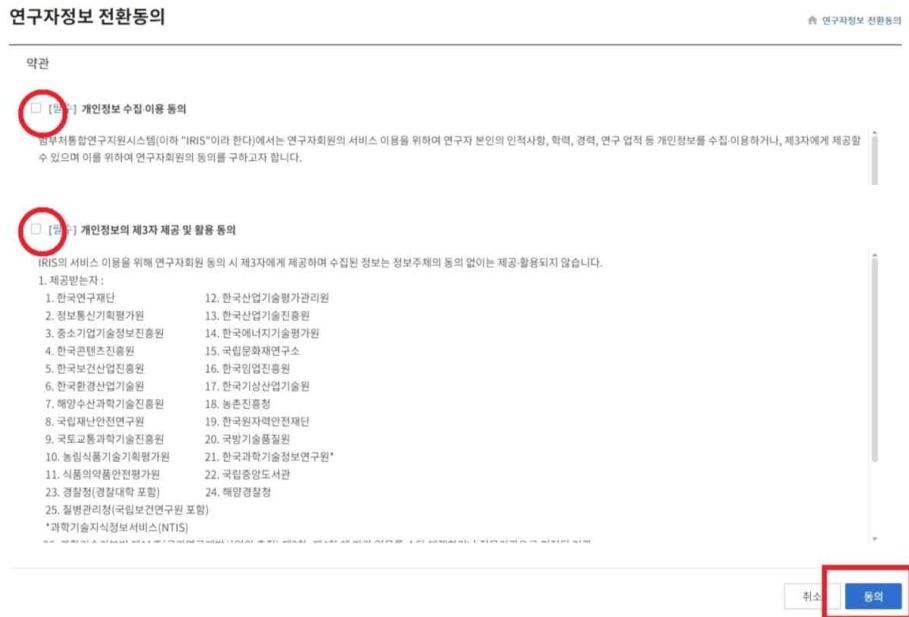 연구자정보 전환동의
연구자정보 전환동의
약관
개인정보 수집·이용 동의
범부처통합연구지원시스템(이하 "IRIS"이라 한다)에서는 연구자회원의 서비스 이용을 위하여 연구자 본인의 인적사항, 학력, 경력, 연구 업적 등 개인정보를 수집·이용하거나, 제3자에게 제공할
수 있으며 이를 위하여 연구자회원의 동의를 구하고자 합니다.
개인정보의 제3자 제공 및 활용 동의
IRIS의 서비스 이용을 위해 연구자회원 동의 시 제3자에게 제공하며 수집된 정보는 정보주체의 동의 없이는 제공·활용되지 않습니다.
1. 제공받는자 :
1. 한국연구재단 12. 한국산업기술평가관리원
2. 정보통신기획평가원 13. 한국산업기술진흥원
3. 중소기업기술정보진흥원 14. 한국에너지기술평가원
4. 한국콘텐츠진흥원 15. 국립문화재연구소
5. 한국보건산업진흥원 16. 한국임업진흥원
6. 한국환경산업기술원 17. 한국기상산업기술원
7. 해양수산과학기술진흥원 18. 농촌진흥청
8. 국립재난안전연구원 19. 한국원자력안전재단
9. 국토교통과학기술진흥원 20. 국방기술품질원
10. 농림식품기술기획평가원 21. 한국과학기술정보연구원*
11. 식품의약품안전평가원 22. 국립중앙도서관
23. 경찰청(경찰대학 포함) 24. 해양경찰청
25. 질병관리청(국립보건연구원 포함)
*과학기술지식정보서비스(NTIS)
취소 동의